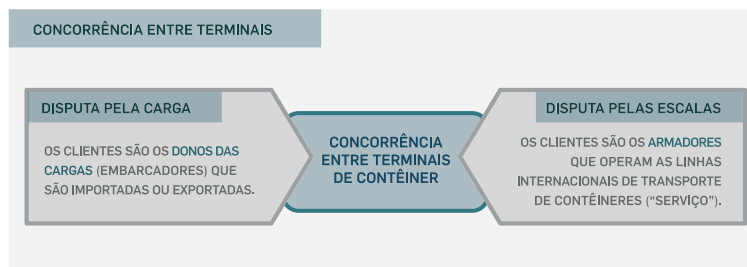 CONCORRÊNCIA ENTRE TERMINAIS
DISPUTA PELA CARGA
OS CLIENTES SÃO OS DONOS DAS
CARGAS (EMBARCADORES) QUE
SÃO IMPORTADAS OU EXPORTADAS.
CONCORRÊNCIA
ENTRE TERMINAIS
DE CONTÊINER
DISPUTA PELAS ESCALAS
OS CLIENTES SÃO OS ARMADORES
QUE OPERAM AS LINHAS
INTERNACIONAIS DE TRANSPORTE
DE CONTÊINERES (“SERVIÇO”).